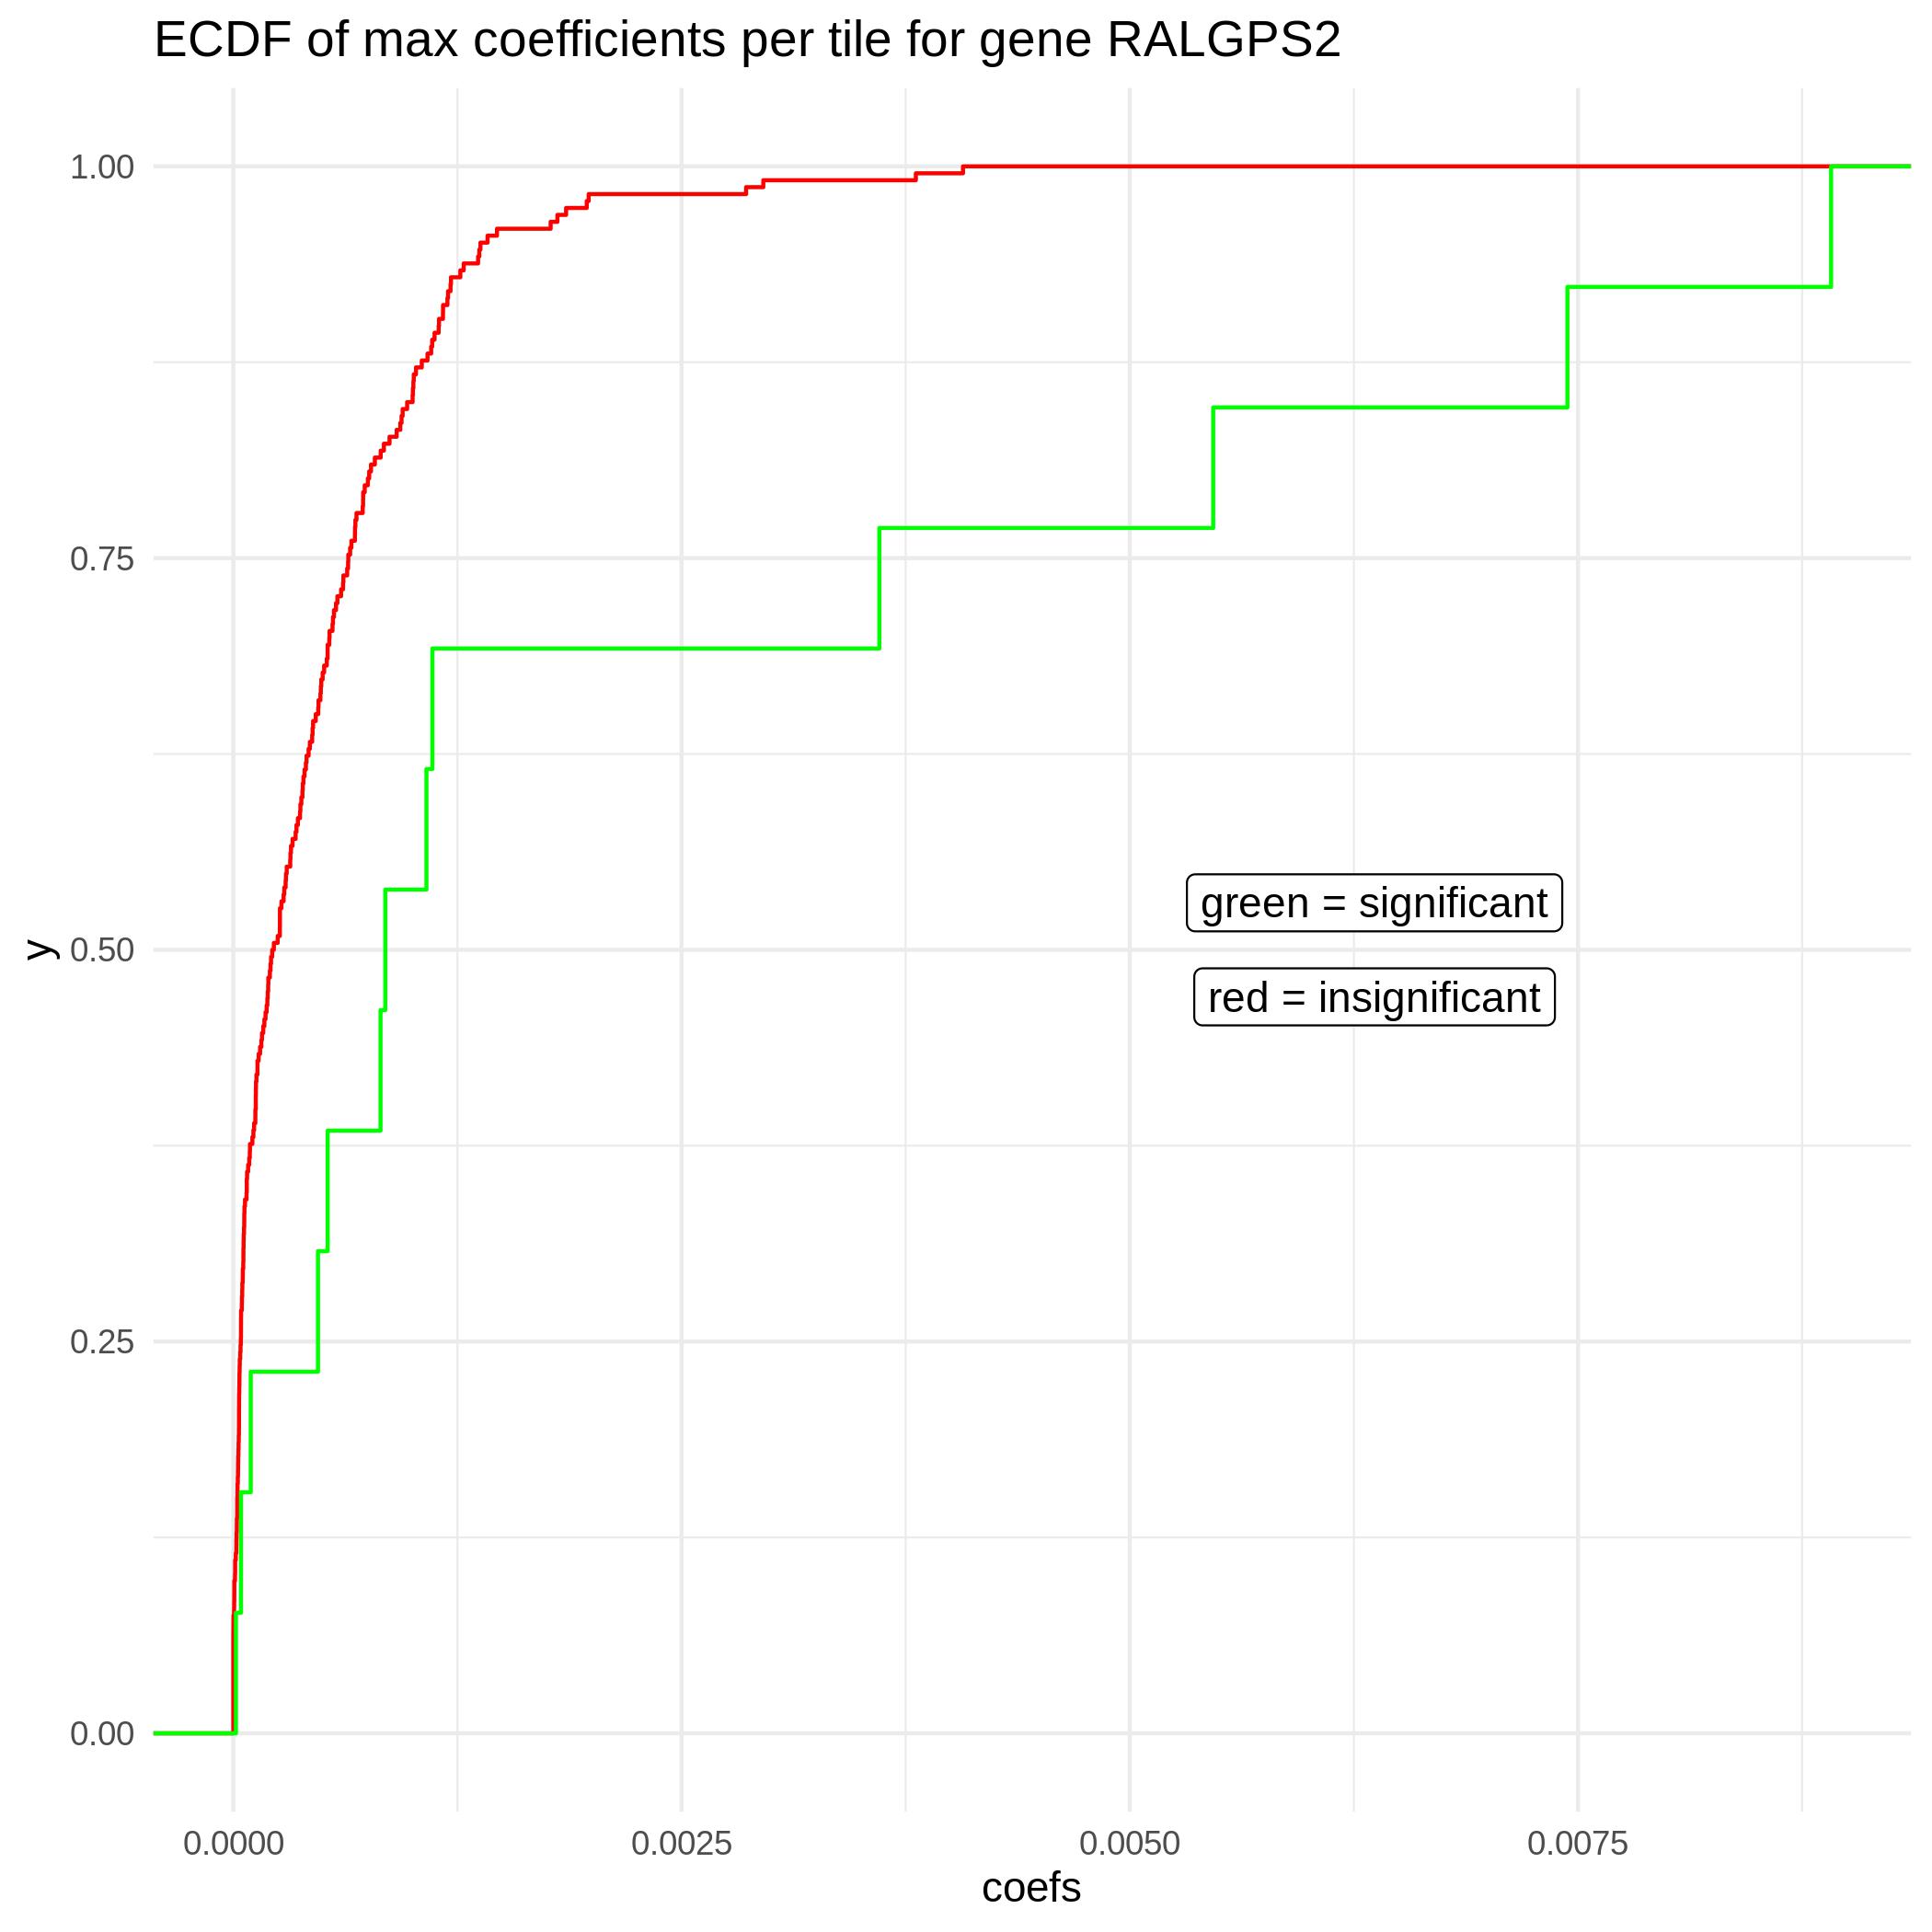 ECDF of max coefficients per tile for gene RALGPS2
1.00
0.75
0.50
0.25
0.00
y
green = significant
red = insignificant
0.0000
0.0025
0.0050
0.0075
coefs